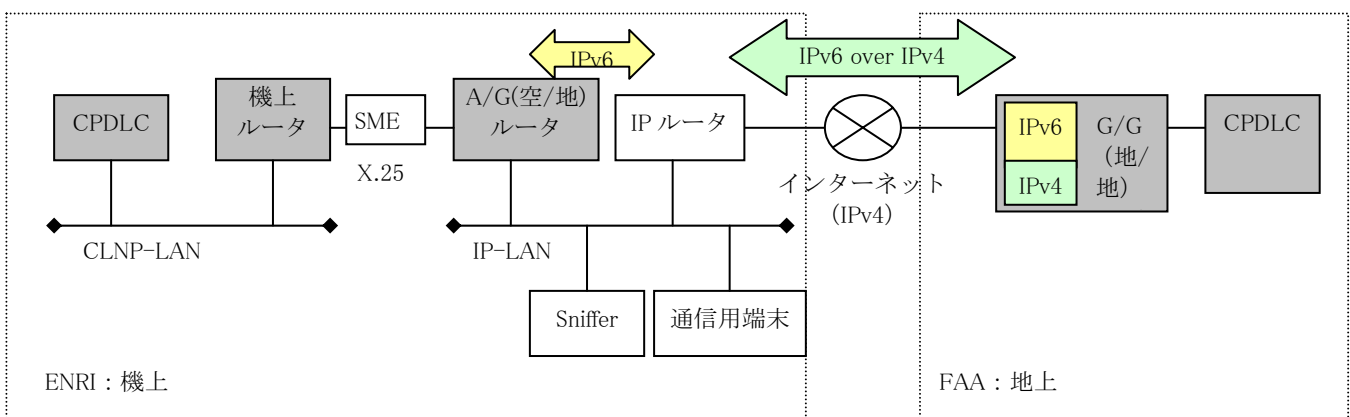 IPv6
IPv6 over IPv4
CPDLC
機上
ルータ
SME
X.25
A/G(空/地)
ルータ
IP ルータ
インターネット
(IPv4)
IPv6
IPv4
G/G
(地/
地)
CPDLC
CLNP-LAN
IP-LAN
Sniffer
通信用端末
ENRI：機上
FAA：地上